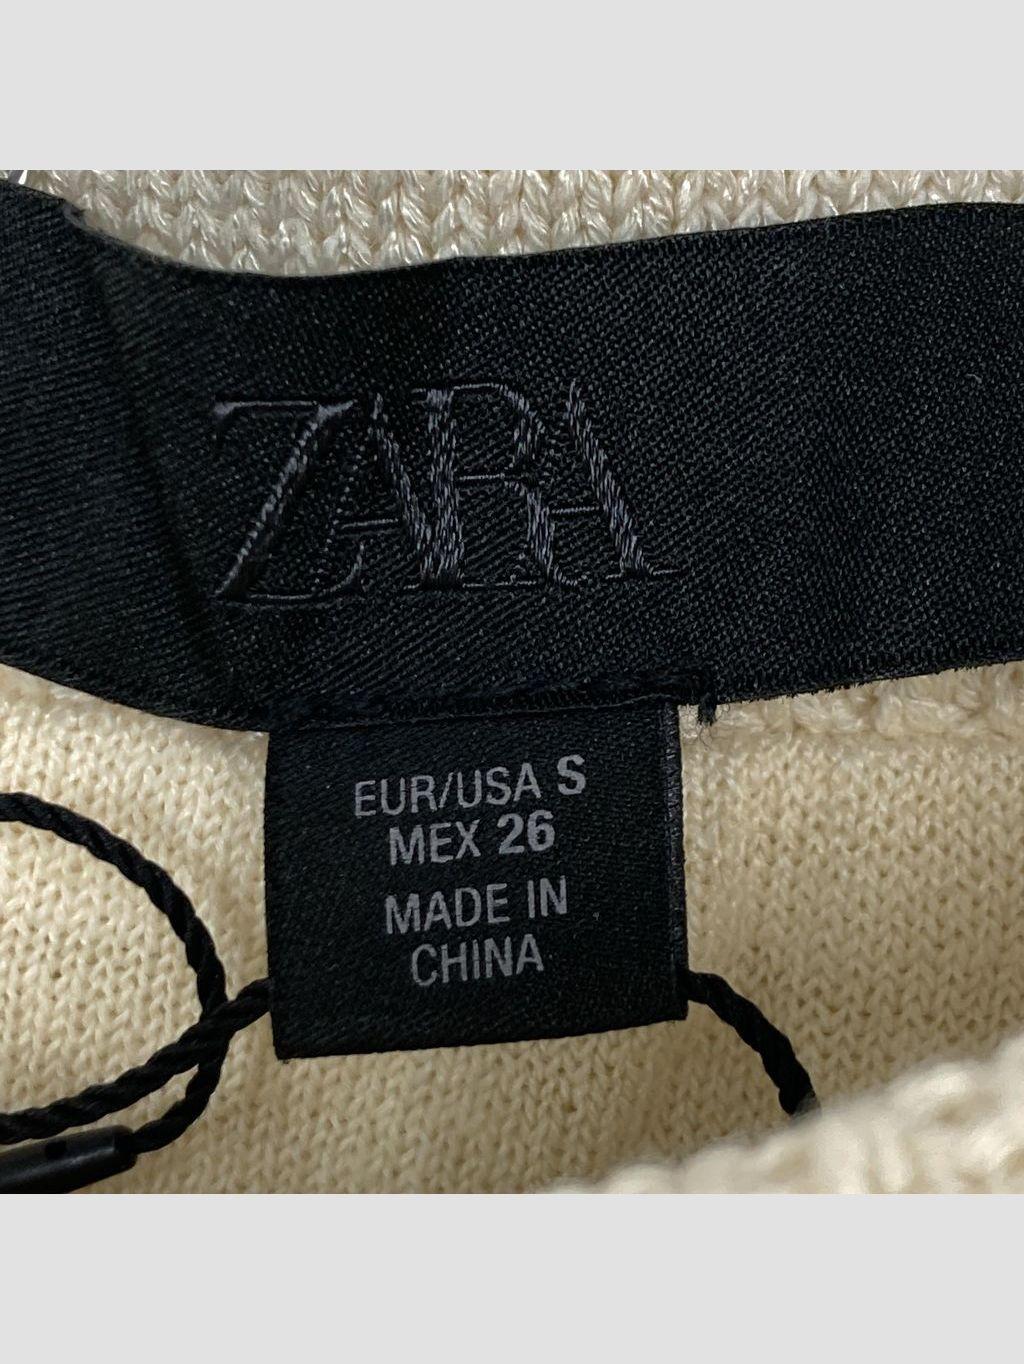 ZARA
EUR/USA S
MEX 26
MADE IN
CHINA